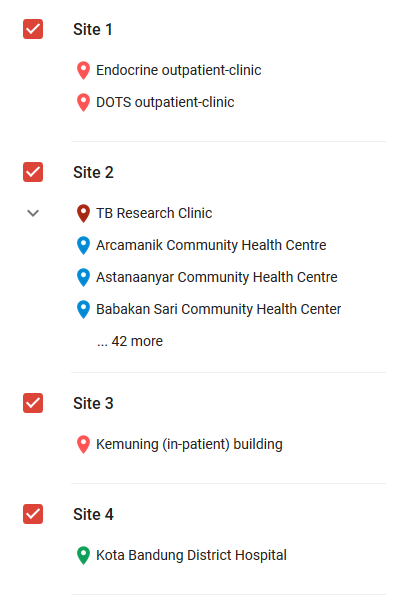 Site 1
Endocrine outpatient-clinic
DOTS outpatient-clinic
Site 2
TB Research Clinic
Arcamanik Community Health Centre
Astanaanyar Community Health Centre
Babakan Sari Community Health Center
... 42 more
Site 3
Kemuning (in-patient) building
Site 4
Kota Bandung District Hospital